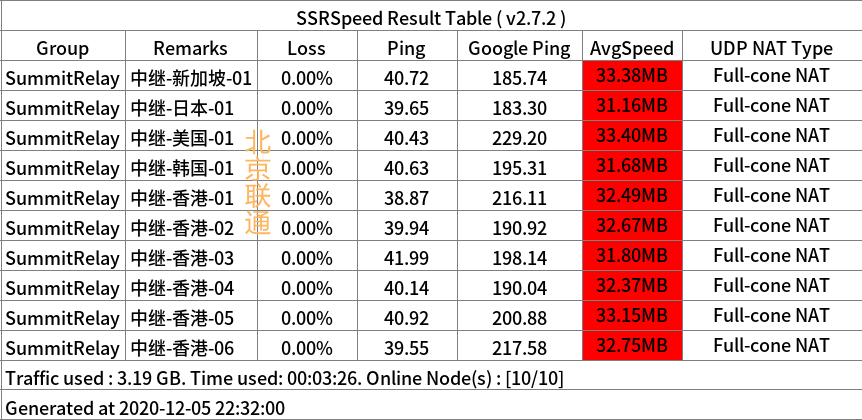 SSRSpeed Result Table ( v2.7.2 )
Group Remarks Loss Ping Google Ping AvgSpeed UDP NAT Type
SummitRelay 中继-新加坡-01 0.00% 40.72 185.74 33.38MB Full-cone NAT
SummitRelay 中继-日本-01 0.00% 39.65 183.30 31.16MB Full-cone NAT
SummitRelay 中继-美国-01 0.00% 40.43 229.20 33.40MB Full-cone NAT
SummitRelay 中继-韩国-01 0.00% 40.63 195.31 31.68MB Full-cone NAT
SummitRelay 中继-香港-01 0.00% 38.87 216.11 32.49MB Full-cone NAT
SummitRelay 中继-香港-02 0.00% 39.94 190.92 32.67MB Full-cone NAT
SummitRelay 中继-香港-03 0.00% 41.99 198.14 31.80MB Full-cone NAT
SummitRelay 中继-香港-04 0.00% 40.14 190.04 32.37MB Full-cone NAT
SummitRelay 中继-香港-05 0.00% 40.92 200.88 33.15MB Full-cone NAT
SummitRelay 中继-香港-06 0.00% 39.55 217.58 32.75MB Full-cone NAT
北京联通
Traffic used : 3.19 GB. Time used: 00:03:26. Online Node(s) : [10/10]
Generated at 2020-12-05 22:32:00